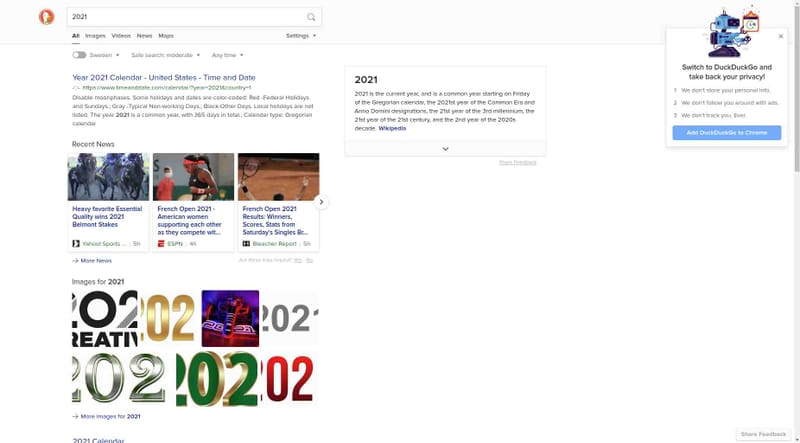 2021
All Images Videos News Maps Settings
Sweden Safe search: moderate Any time
Year 2021 Calendar - United States - Time and Date
https://www.timeanddate.com/calendar/?year=2021&country=1
Disable moonphases. Some holidays and dates are color-coded: Red -Federal Holidays
and Sundays.; Gray -Typical Non-working Days.; Black-Other Days. Local holidays are not
listed. The year 2021 is a common year, with 365 days in total.; Calendar type: Gregorian
calendar
Recent News
Heavy favorite Essential
Quality wins 2021
Belmont Stakes
Yahoo! Sports ... 5h
French Open 2021 -
American women
supporting each other
as they compete wit...
ESPN 4h
French Open 2021
Results: Winners,
Scores, Stats from
Saturday's Singles Br...
Bleacher Report 5h
More News
Are these links helpful? Yes No
Images for 2021
202
CREATIV
202
2021
2021
202
202
202
More Images for 2021
2021 Calendar
2021
2021 is the current year, and is a common year starting on Friday
of the Gregorian calendar, the 2021st year of the Common Era and
Anno Domini designations, the 21st year of the 3rd millennium, the
21st year of the 21st century, and the 2nd year of the 2020s
decade. Wikipedia
Share Feedback
Switch to DuckDuckGo and
take back your privacy!
1 We don't store your personal info.
2 We don't follow you around with ads.
3 We don't track you. Ever.
Add DuckDuckGo to Chrome
Share Feedback